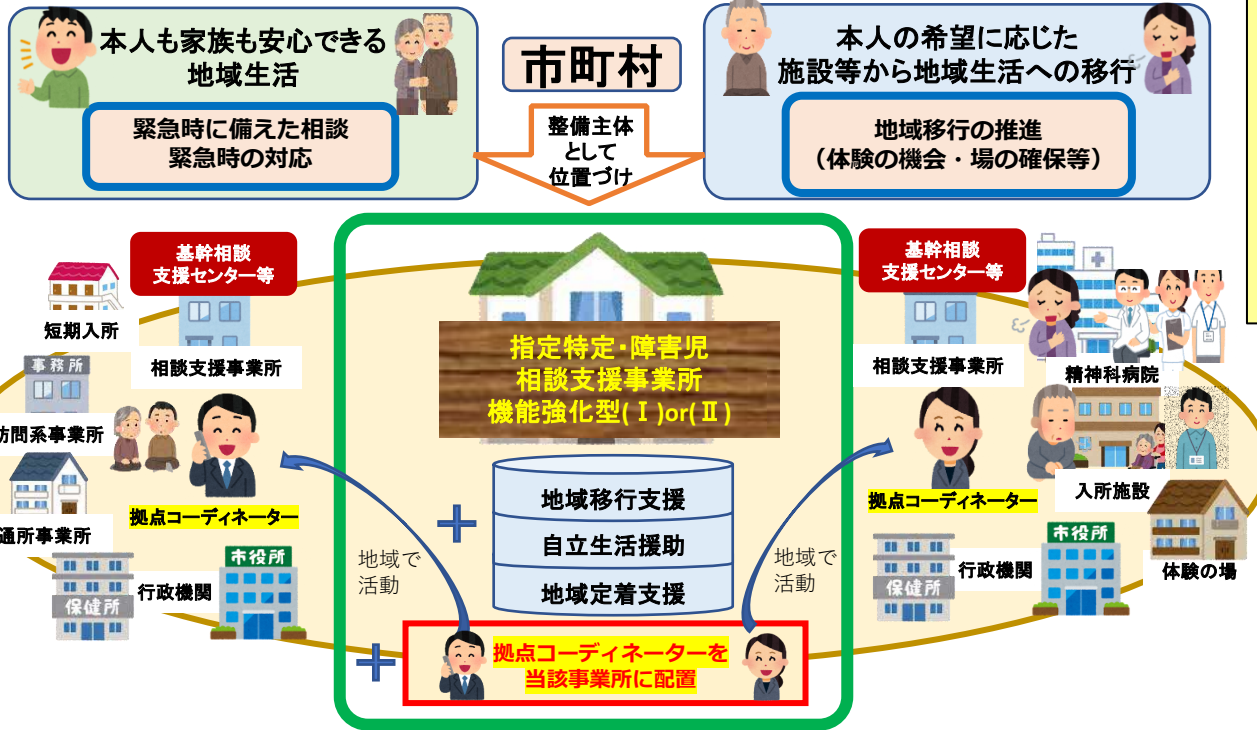 本人も家族も安心できる
地域生活
緊急時に備えた相談
緊急時の対応
市町村
整備主体
として
位置づけ
本人の希望に応じた
施設等から地域生活への移行
地域移行の推進
（体験の機会・場の確保等）
基幹相談
支援センター等
短期入所
相談支援事業所
事務所
訪問系事業所
通所事業所
拠点コーディネーター
保健所
行政機関
市役所
指定特定・障害児
相談支援事業所
機能強化型(Ⅰ)or(Ⅱ)
＋
地域移行支援
自立生活援助
地域定着支援
地域で
活動
地域で
活動
＋
拠点コーディネーターを
当該事業所に配置
基幹相談
支援センター等
相談支援事業所
精神科病院
拠点コーディネーター
入所施設
体験の場
保健所
行政機関
市役所